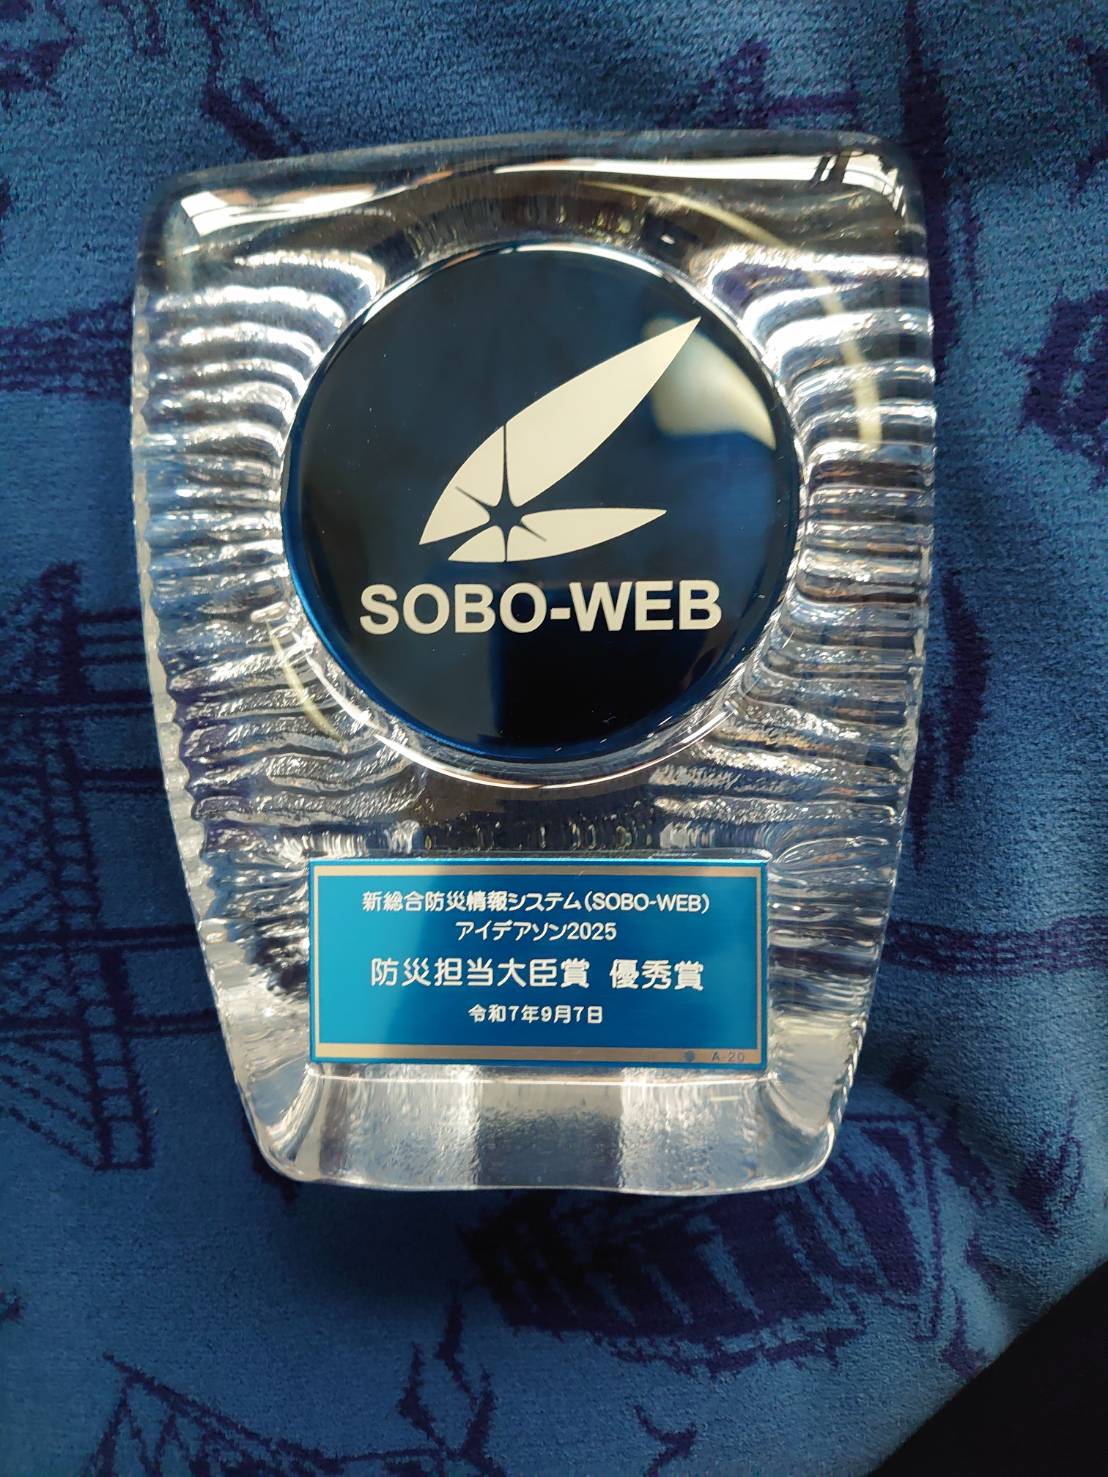 SOBO-WEB
新総合防災情報システム(SOBO-WEB)
アイデアソン2025
防災担当大臣賞 優秀賞
令和7年9月7日
A-20